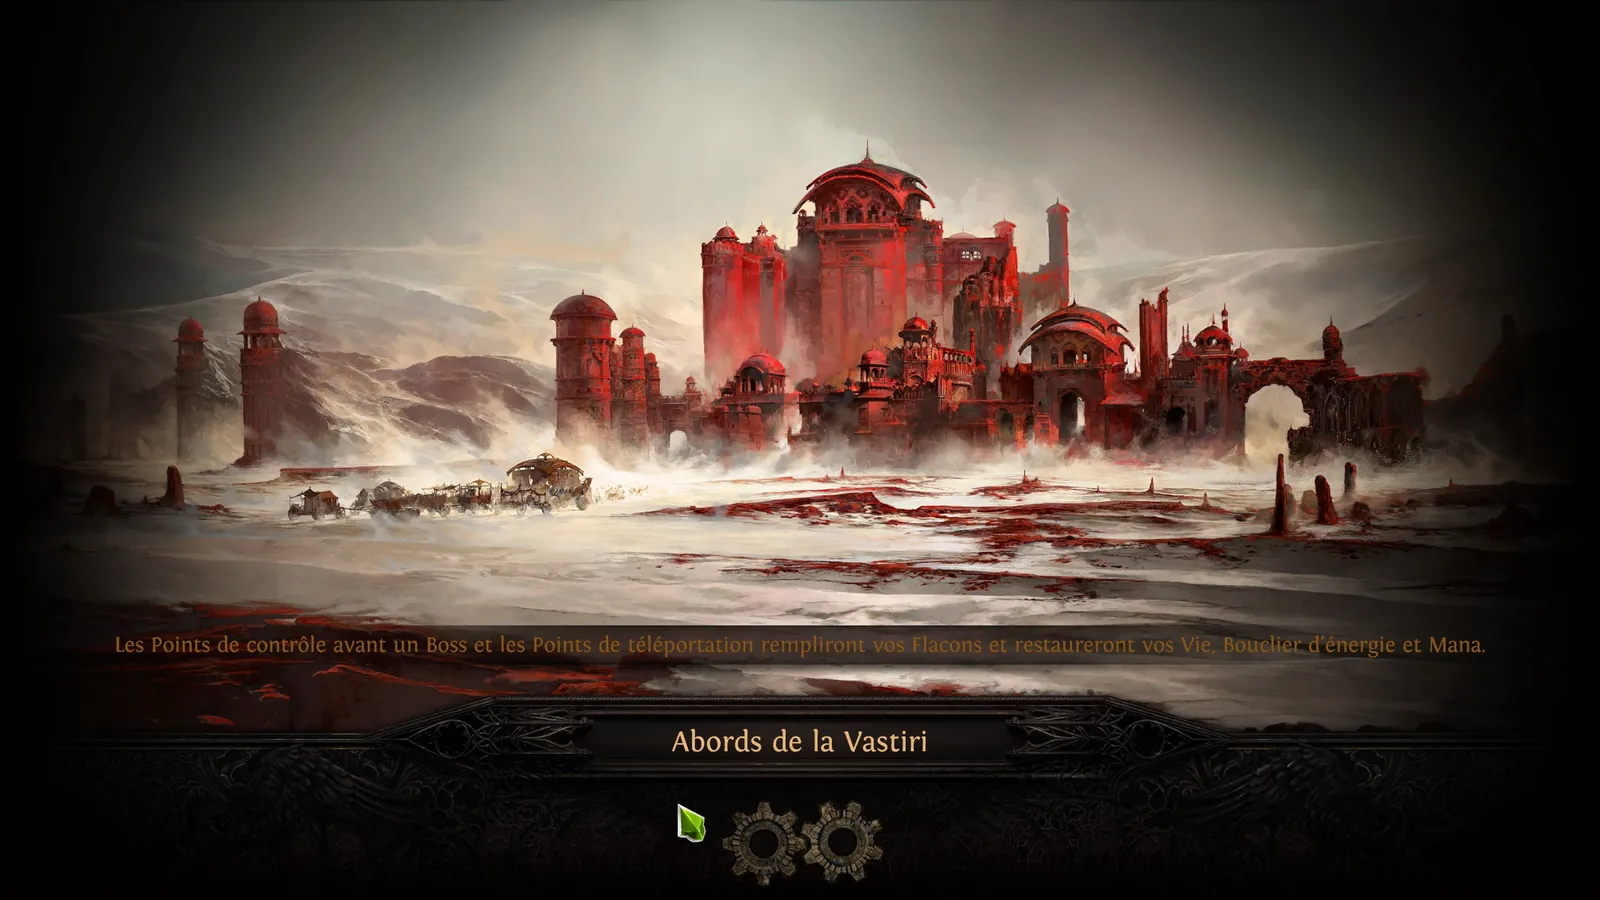 Les Points de contrôle avant un Boss et les Points de téléportation rempliront vos Flacons et restaureront vos Vie, Bouclier d'énergie et Mana.
Abords de la Vastiri